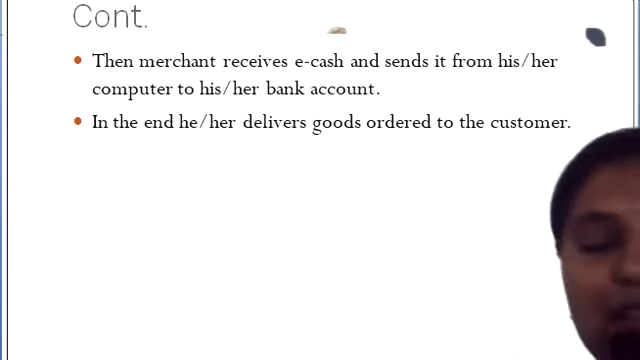 Cont.
Then merchant receives e-cash and sends it from his/her
computer to his/her bank account.
In the end he/her delivers goods ordered to the customer.